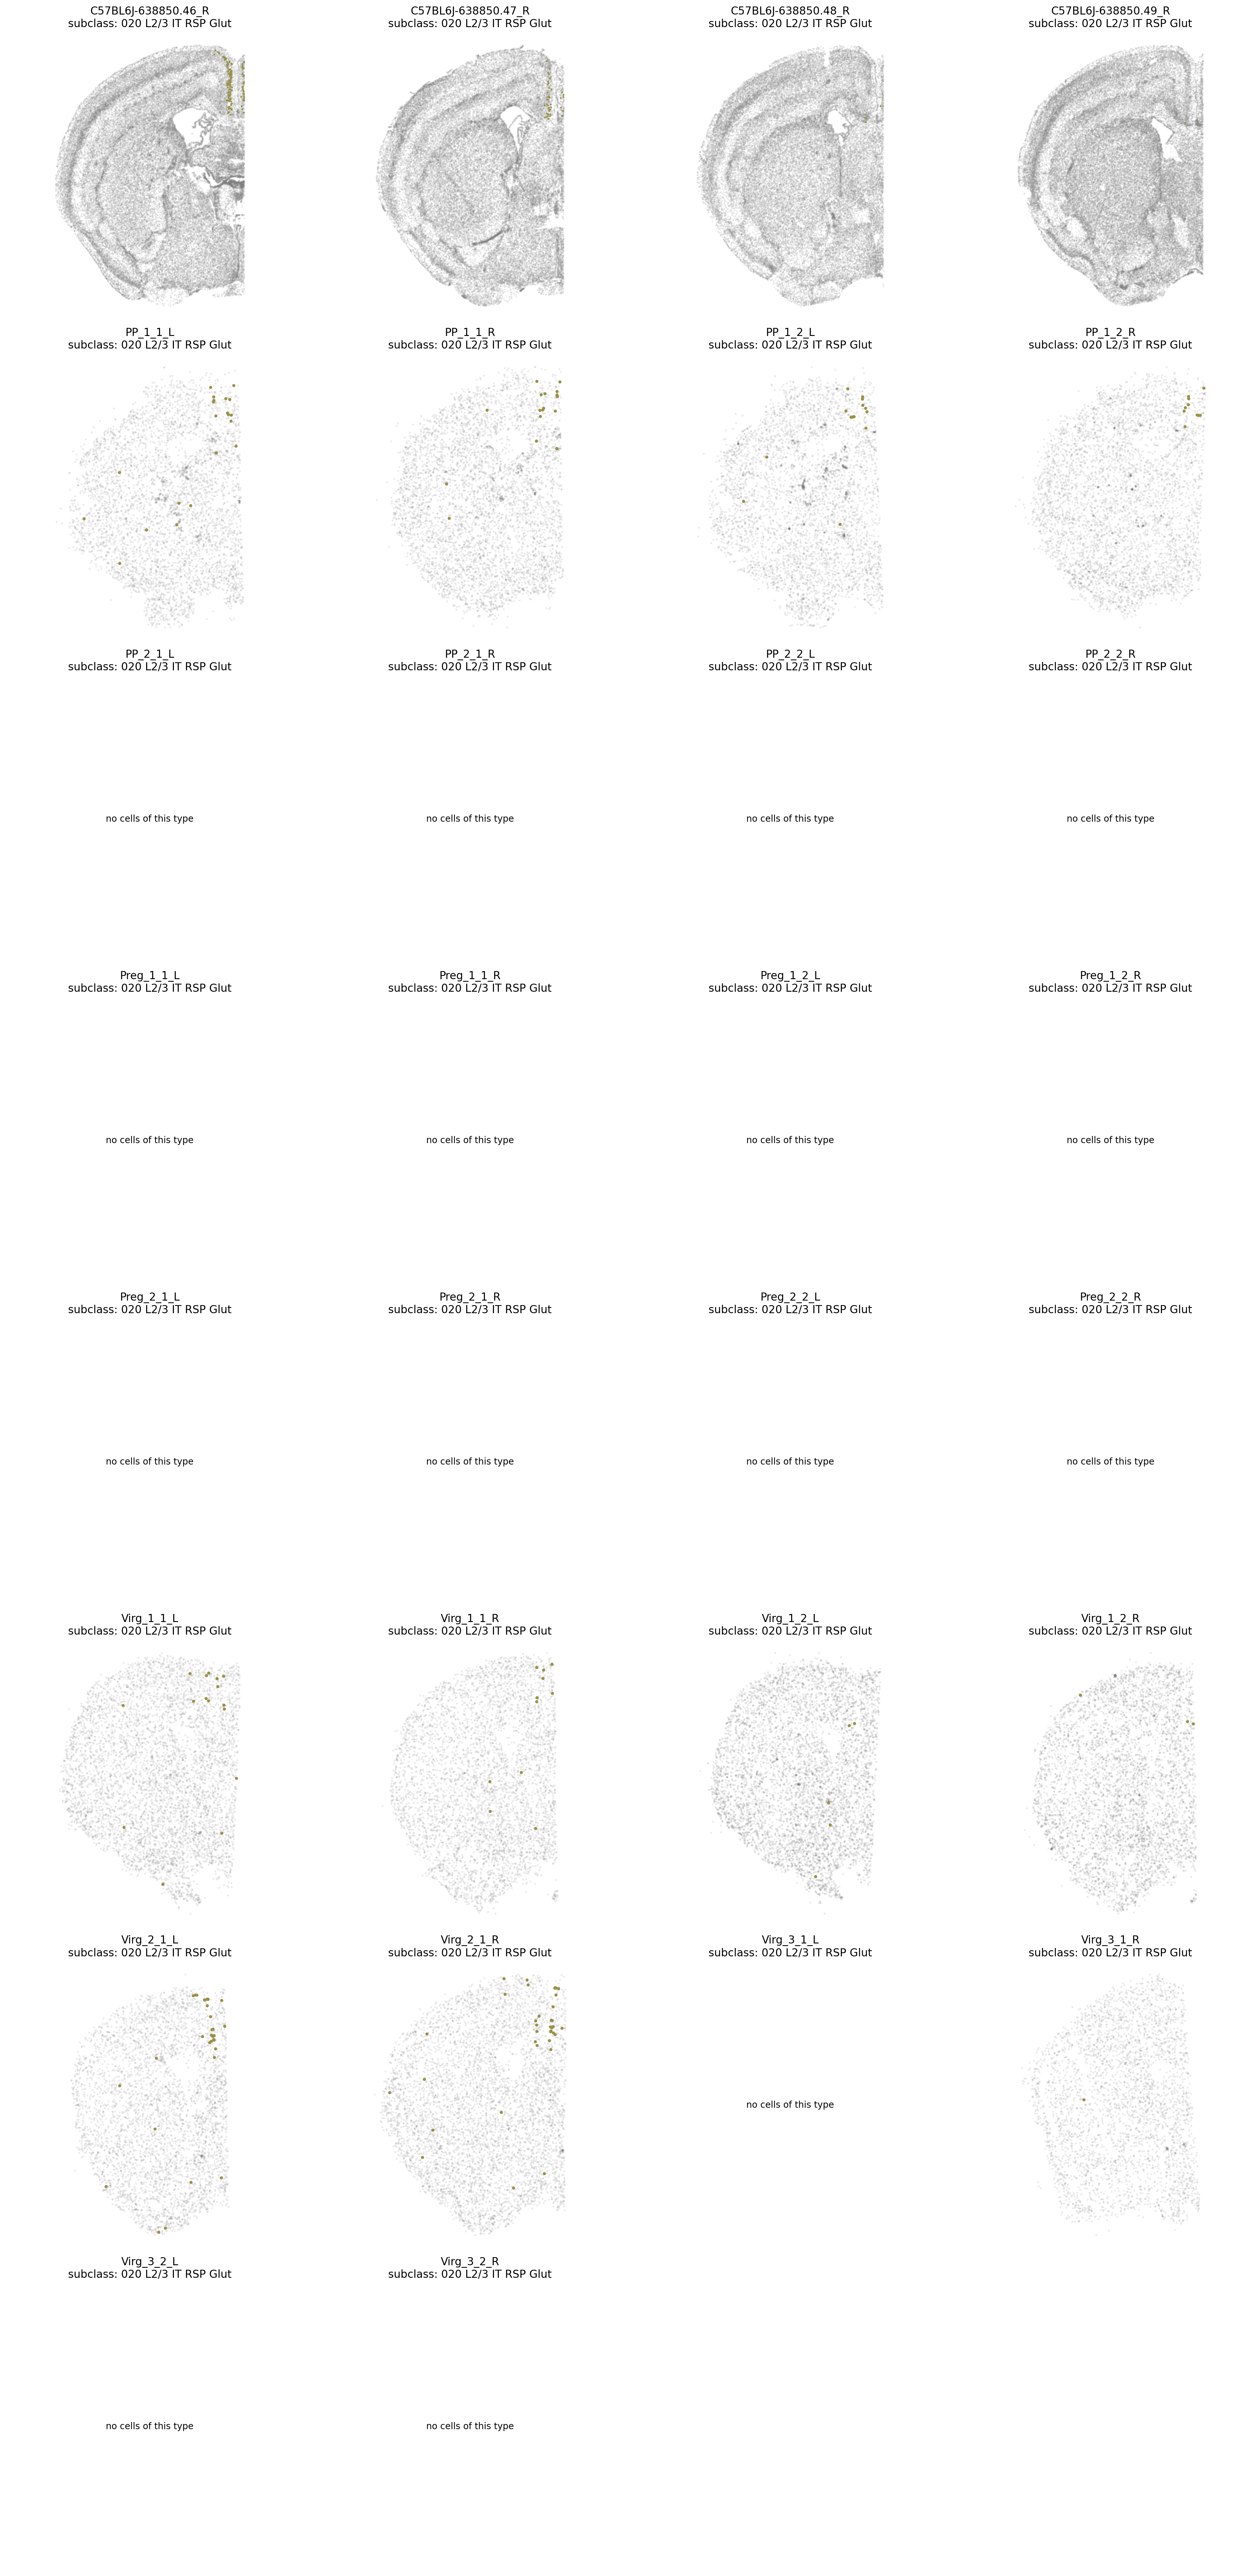 C57BL6J-638850.46_R
subclass: 020 L2/3 IT RSP Glut
C57BL6J-638850.47_R
subclass: 020 L2/3 IT RSP Glut
C57BL6J-638850.48_R
subclass: 020 L2/3 IT RSP Glut
C57BL6J-638850.49_R
subclass: 020 L2/3 IT RSP Glut
PP_1_1_L
subclass: 020 L2/3 IT RSP Glut
PP_1_1_R
subclass: 020 L2/3 IT RSP Glut
PP_1_2_L
subclass: 020 L2/3 IT RSP Glut
PP_1_2_R
subclass: 020 L2/3 IT RSP Glut
PP_2_1_L
subclass: 020 L2/3 IT RSP Glut
no cells of this type
PP_2_1_R
subclass: 020 L2/3 IT RSP Glut
no cells of this type
PP_2_2_L
subclass: 020 L2/3 IT RSP Glut
no cells of this type
PP_2_2_R
subclass: 020 L2/3 IT RSP Glut
no cells of this type
Preg_1_1_L
subclass: 020 L2/3 IT RSP Glut
no cells of this type
Preg_1_1_R
subclass: 020 L2/3 IT RSP Glut
no cells of this type
Preg_1_2_L
subclass: 020 L2/3 IT RSP Glut
no cells of this type
Preg_1_2_R
subclass: 020 L2/3 IT RSP Glut
no cells of this type
Preg_2_1_L
subclass: 020 L2/3 IT RSP Glut
no cells of this type
Preg_2_1_R
subclass: 020 L2/3 IT RSP Glut
no cells of this type
Preg_2_2_L
subclass: 020 L2/3 IT RSP Glut
no cells of this type
Preg_2_2_R
subclass: 020 L2/3 IT RSP Glut
no cells of this type
Virg_1_1_L
subclass: 020 L2/3 IT RSP Glut
Virg_1_1_R
subclass: 020 L2/3 IT RSP Glut
Virg_1_2_L
subclass: 020 L2/3 IT RSP Glut
Virg_1_2_R
subclass: 020 L2/3 IT RSP Glut
Virg_2_1_L
subclass: 020 L2/3 IT RSP Glut
Virg_2_1_R
subclass: 020 L2/3 IT RSP Glut
Virg_3_1_L
subclass: 020 L2/3 IT RSP Glut
no cells of this type
Virg_3_1_R
subclass: 020 L2/3 IT RSP Glut
Virg_3_2_L
subclass: 020 L2/3 IT RSP Glut
no cells of this type
Virg_3_2_R
subclass: 020 L2/3 IT RSP Glut
no cells of this type